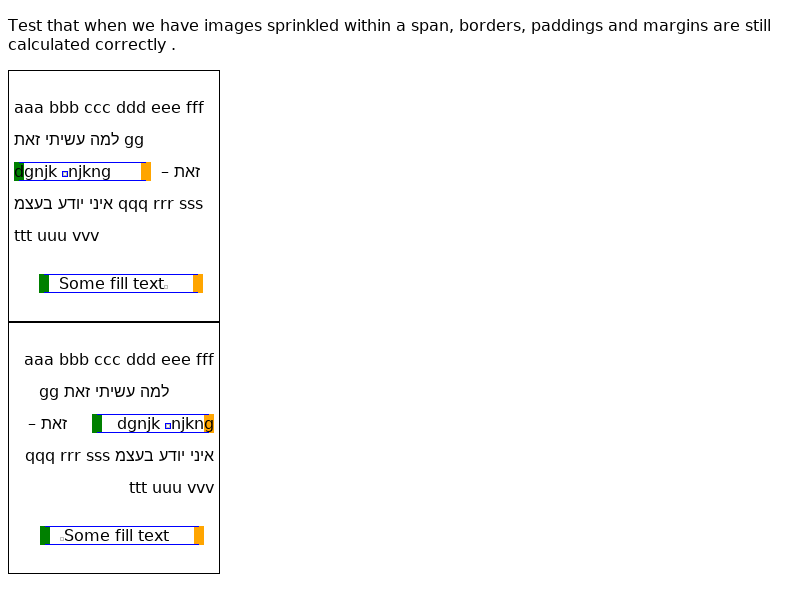 Test that when we have images sprinkled within a span, borders, paddings and margins are still
calculated correctly .
aaa bbb ccc ddd eee fff
למה עשיתי זאת gg
dgnjk njkng זאת –
איני יודע בעצמ qqq rrr sss
ttt uuu vvv
Some fill text
aaa bbb ccc ddd eee fff
gg למה עשיתי זאת
– זאת dgnjk njkng
qqq rrr sss איני יודע בעצמ
ttt uuu vvv
Some fill text